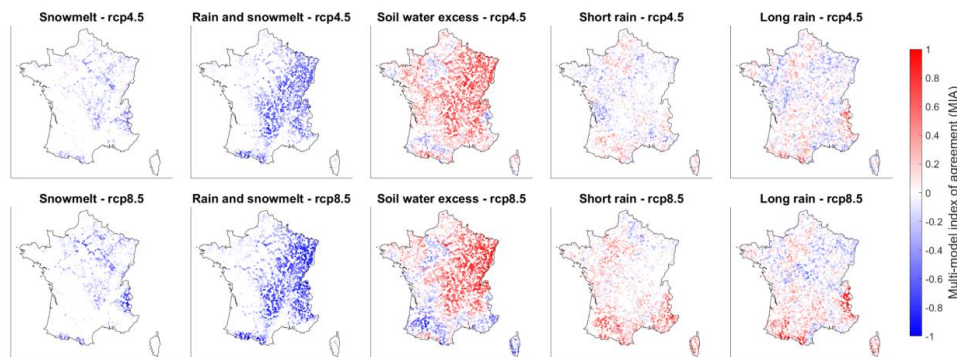 Snowmelt - rcp4.5
Rain and snowmelt - rcp4.5
Soil water excess - rcp4.5
Short rain - rcp4.5
Long rain - rcp4.5
Snowmelt - rcp8.5
Rain and snowmelt - rcp8.5
Soil water excess - rcp8.5
Short rain - rcp8.5
Long rain - rcp8.5
1
0.8
0.6
0.4
0.2
0
-0.2
-0.4
-0.6
-0.8
-1
Multi-model index of agreement (MIA)